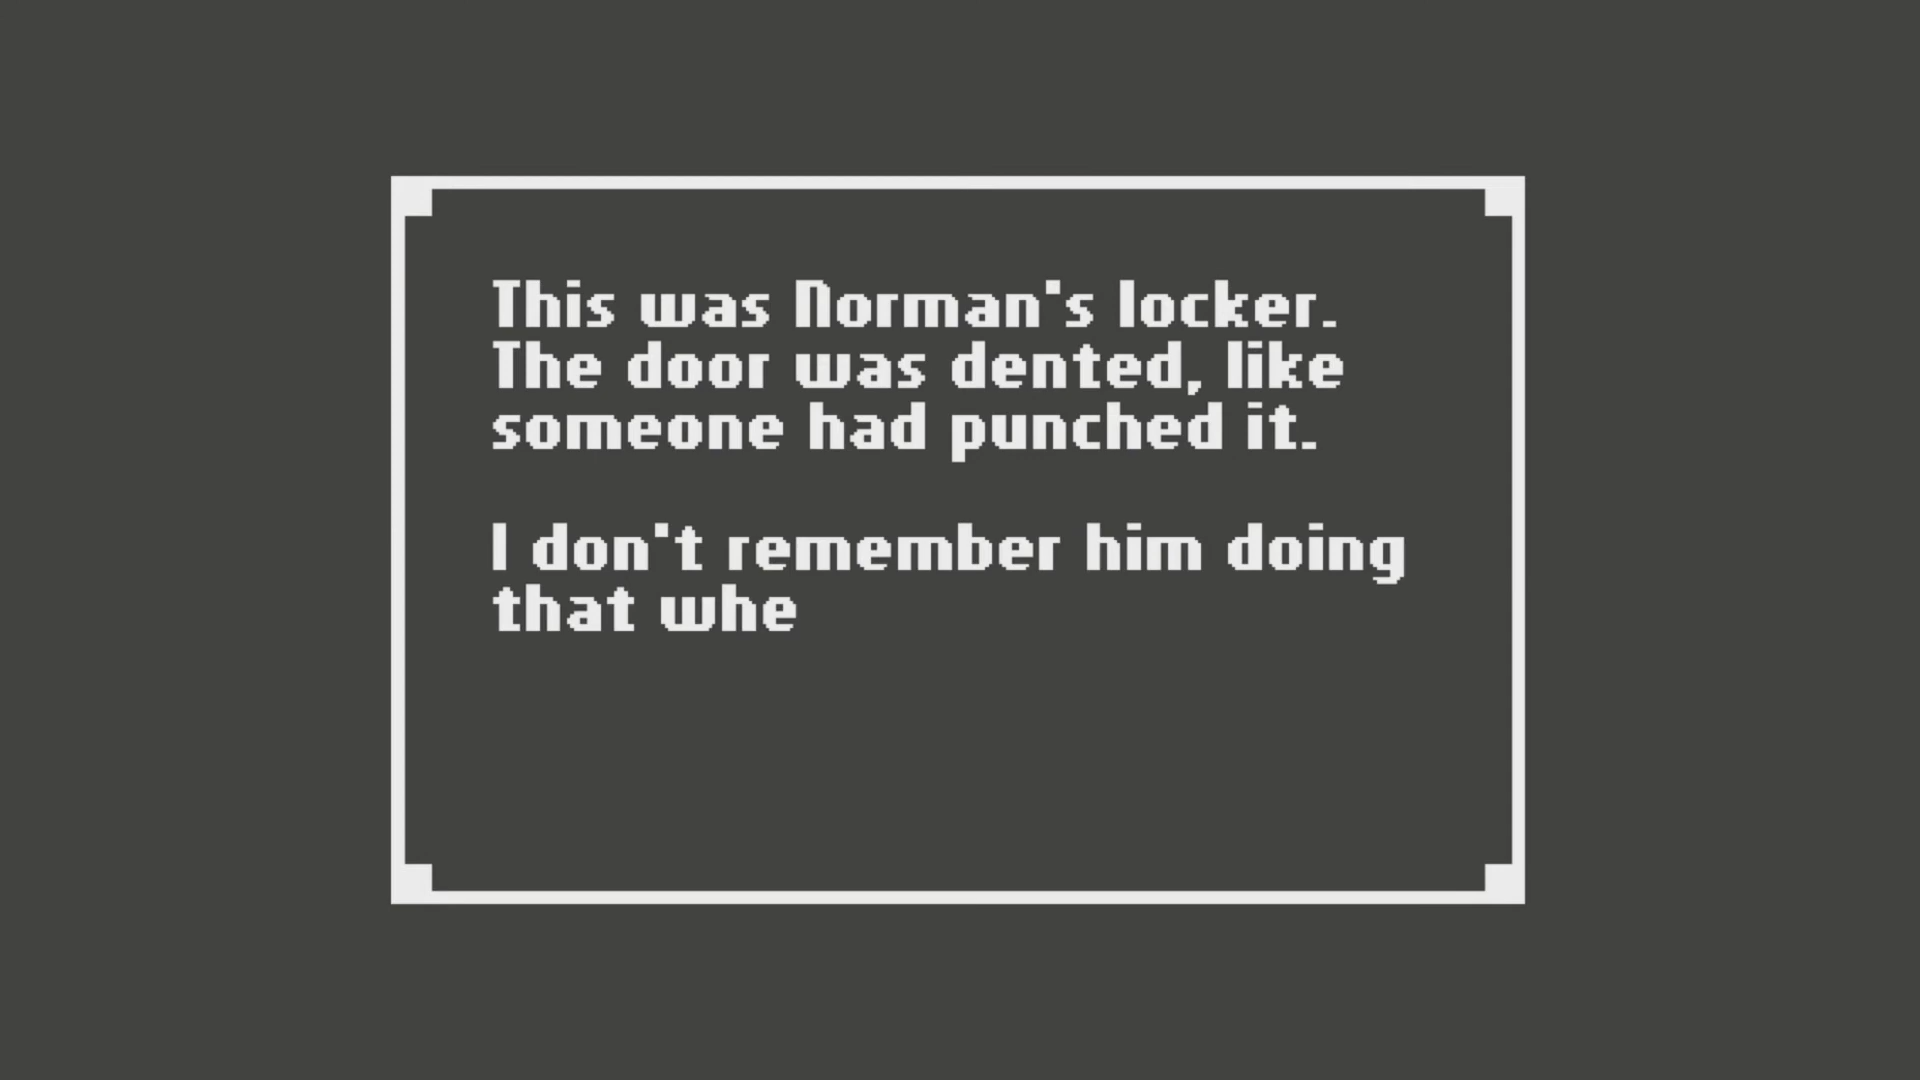 This was Norman's locker.
The door was dented, like
someone had punched it.
I don't remember him doing
that whe